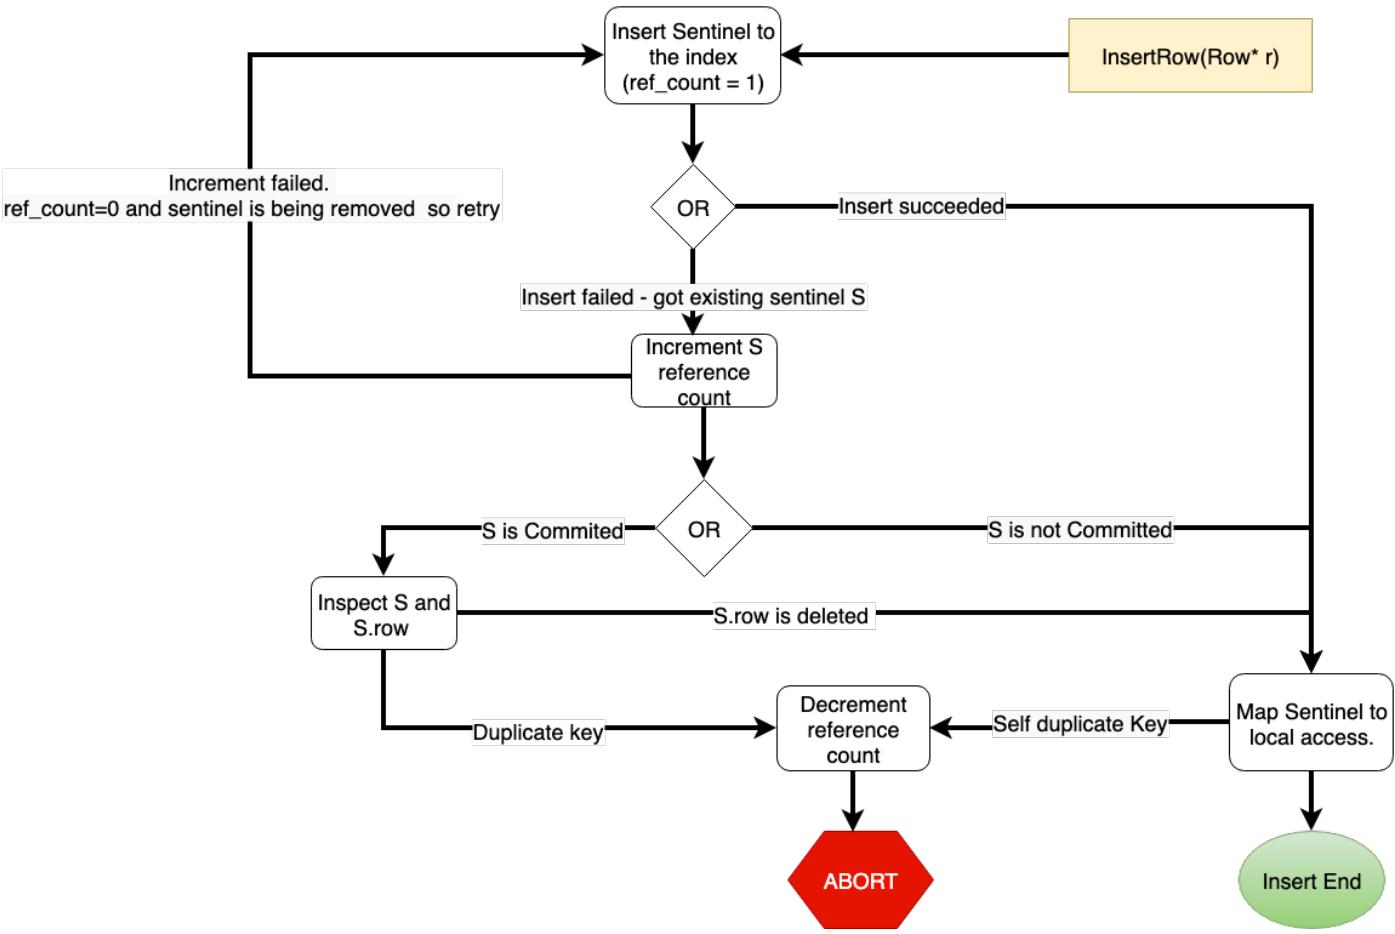 Insert Sentinel to
the index
(ref_count = 1)
InsertRow(Row* r)
Increment failed.
ref_count=0 and sentinel is being removed  so retry
OR
Insert succeeded
Insert failed - got existing sentinel S
Increment S
reference
count
S is Commited
OR
S is not Committed
Inspect S and
S.row
S.row is deleted
Duplicate key
Decrement
reference
count
Self duplicate Key
Map Sentinel to
local access.
ABORT
Insert End